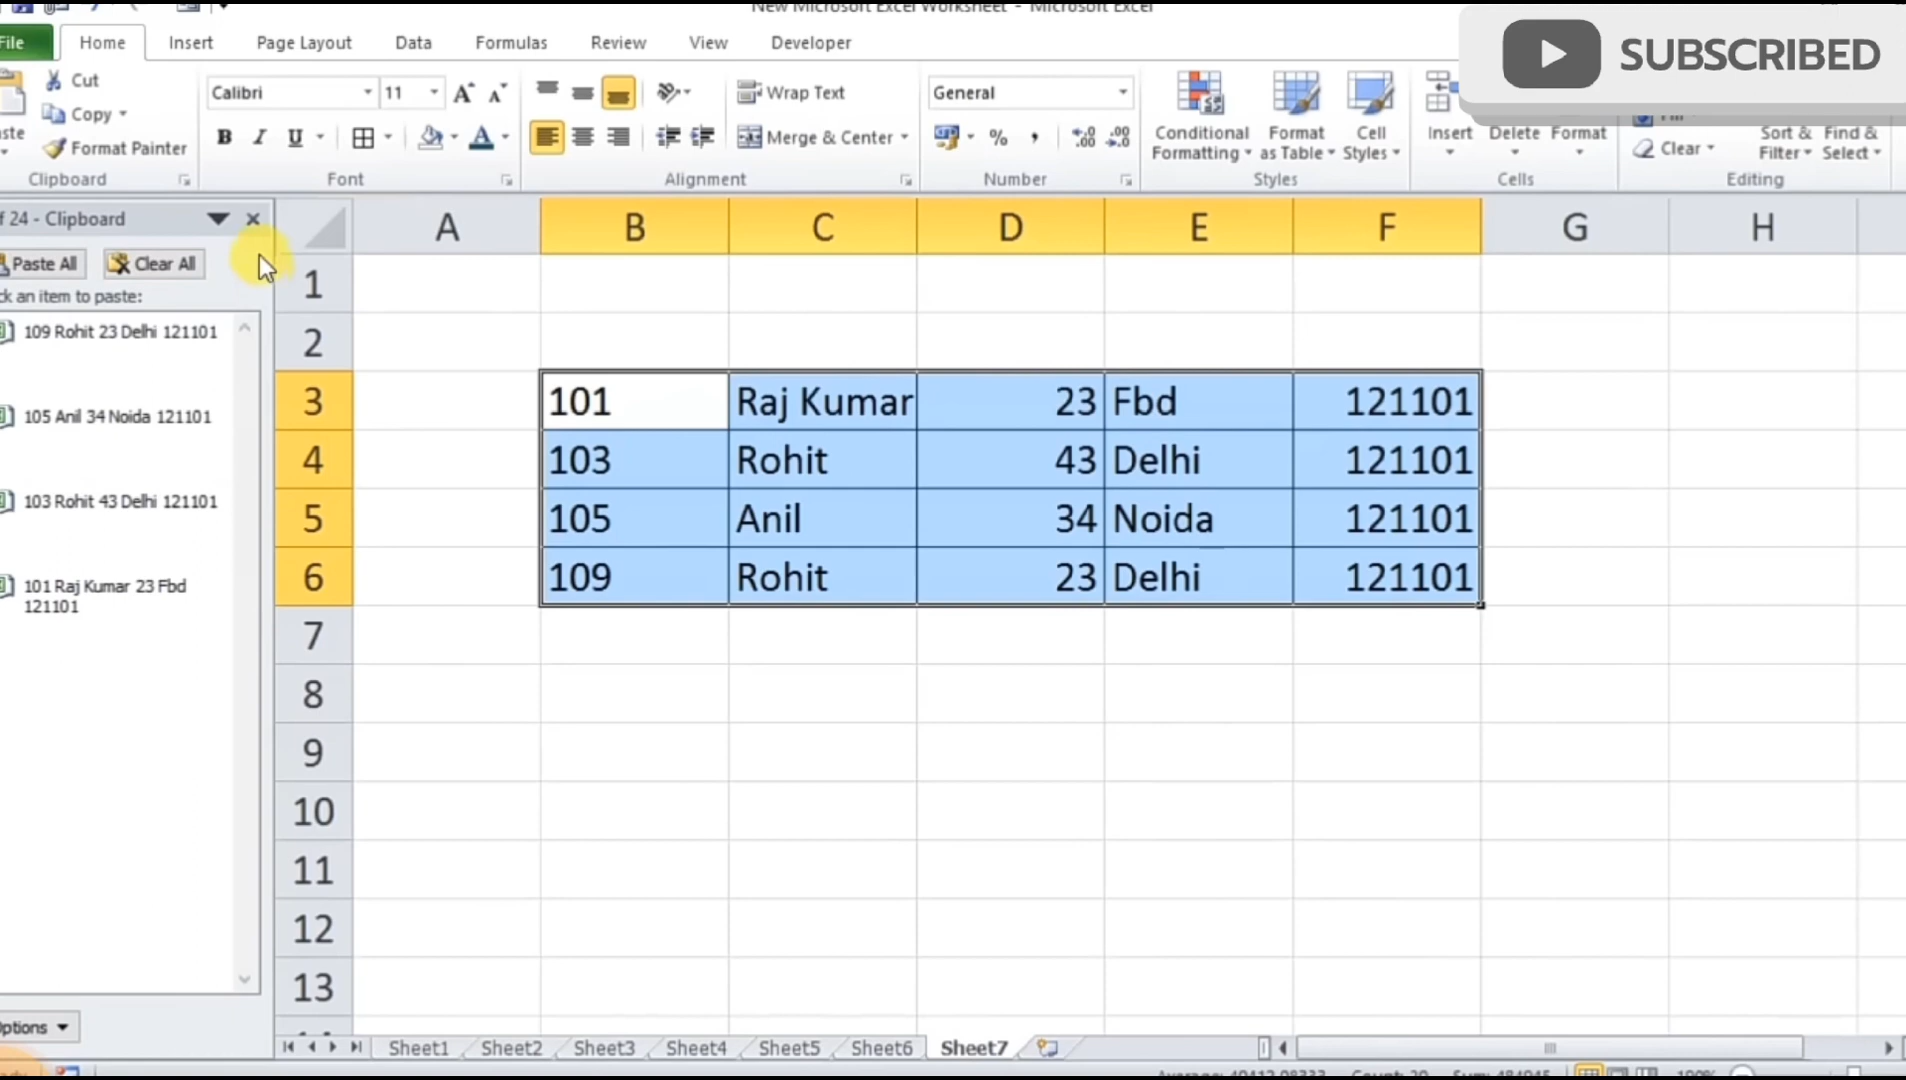 New Microsoft Excel Worksheet - Microsoft Excel
SUBSCRIBED
File Home Insert Page Layout Data Formulas Review View Developer
Cut
Copy
Format Painter
Clipboard
Calibri 11
B I U
Font
Wrap Text
Merge & Center
Alignment
General
%
Number
Conditional Formatting
Format as Table
Cell Styles
Styles
Insert Delete Format
Cells
Clear
Sort & Filter
Find & Select
Editing
24 - Clipboard
Paste All Clear All
an item to paste:
109 Rohit 23 Delhi 121101
105 Anil 34 Noida 121101
103 Rohit 43 Delhi 121101
101 Raj Kumar 23 Fbd
121101
A B C D E F G H
1
2
3 101 Raj Kumar 23 Fbd 121101
4 103 Rohit 43 Delhi 121101
5 105 Anil 34 Noida 121101
6 109 Rohit 23 Delhi 121101
7
8
9
10
11
12
13
Sheet1 Sheet2 Sheet3 Sheet4 Sheet5 Sheet6 Sheet7